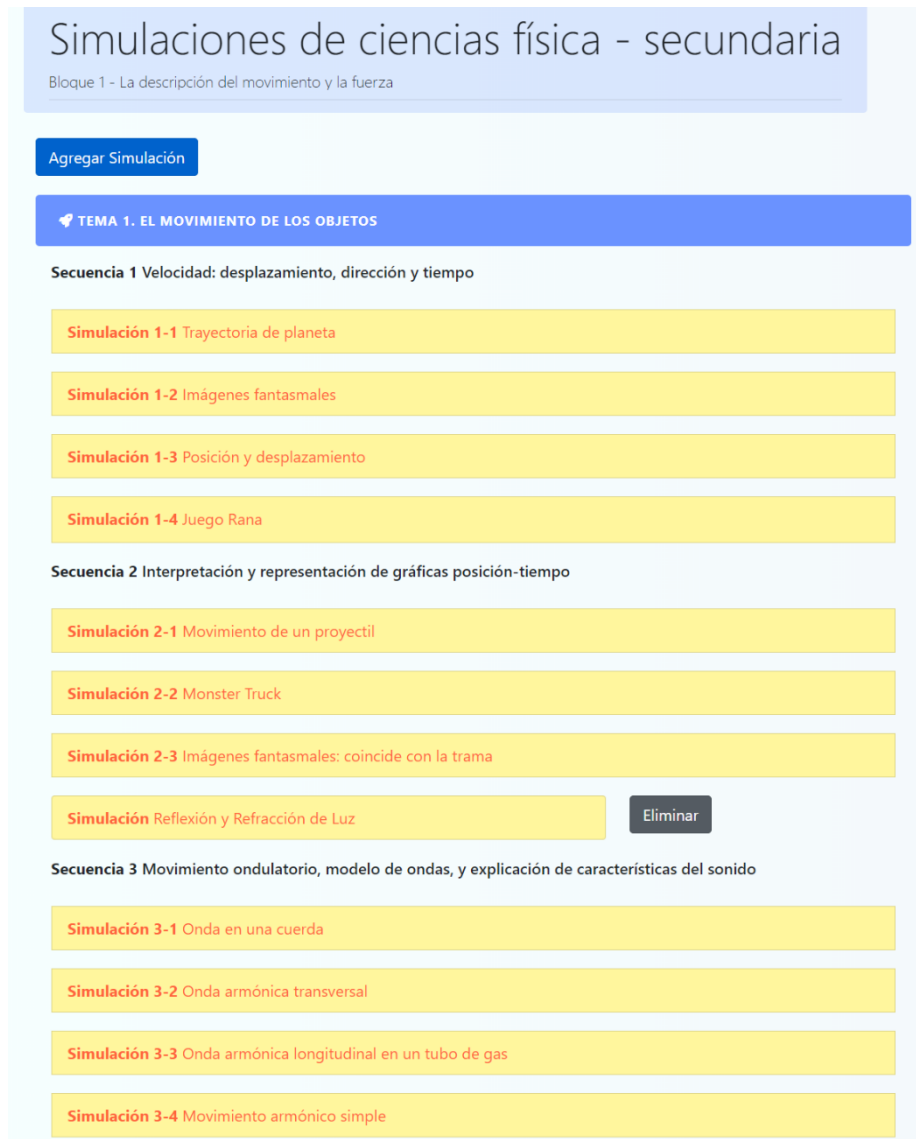 Simulaciones de ciencias física - secundaria
Bloque 1 - La descripción del movimiento y la fuerza
Agregar Simulación
TEMA 1. EL MOVIMIENTO DE LOS OBJETOS
Secuencia 1 Velocidad: desplazamiento, dirección y tiempo
Simulación 1-1 Trayectoria de planeta
Simulación 1-2 Imágenes fantasmales
Simulación 1-3 Posición y desplazamiento
Simulación 1-4 Juego Rana
Secuencia 2 Interpretación y representación de gráficas posición-tiempo
Simulación 2-1 Movimiento de un proyectil
Simulación 2-2 Monster Truck
Simulación 2-3 Imágenes fantasmales: coincide con la trama
Simulación Reflexión y Refracción de Luz
Eliminar
Secuencia 3 Movimiento ondulatorio, modelo de ondas, y explicación de características del sonido
Simulación 3-1 Onda en una cuerda
Simulación 3-2 Onda armónica transversal
Simulación 3-3 Onda armónica longitudinal en un tubo de gas
Simulación 3-4 Movimiento armónico simple